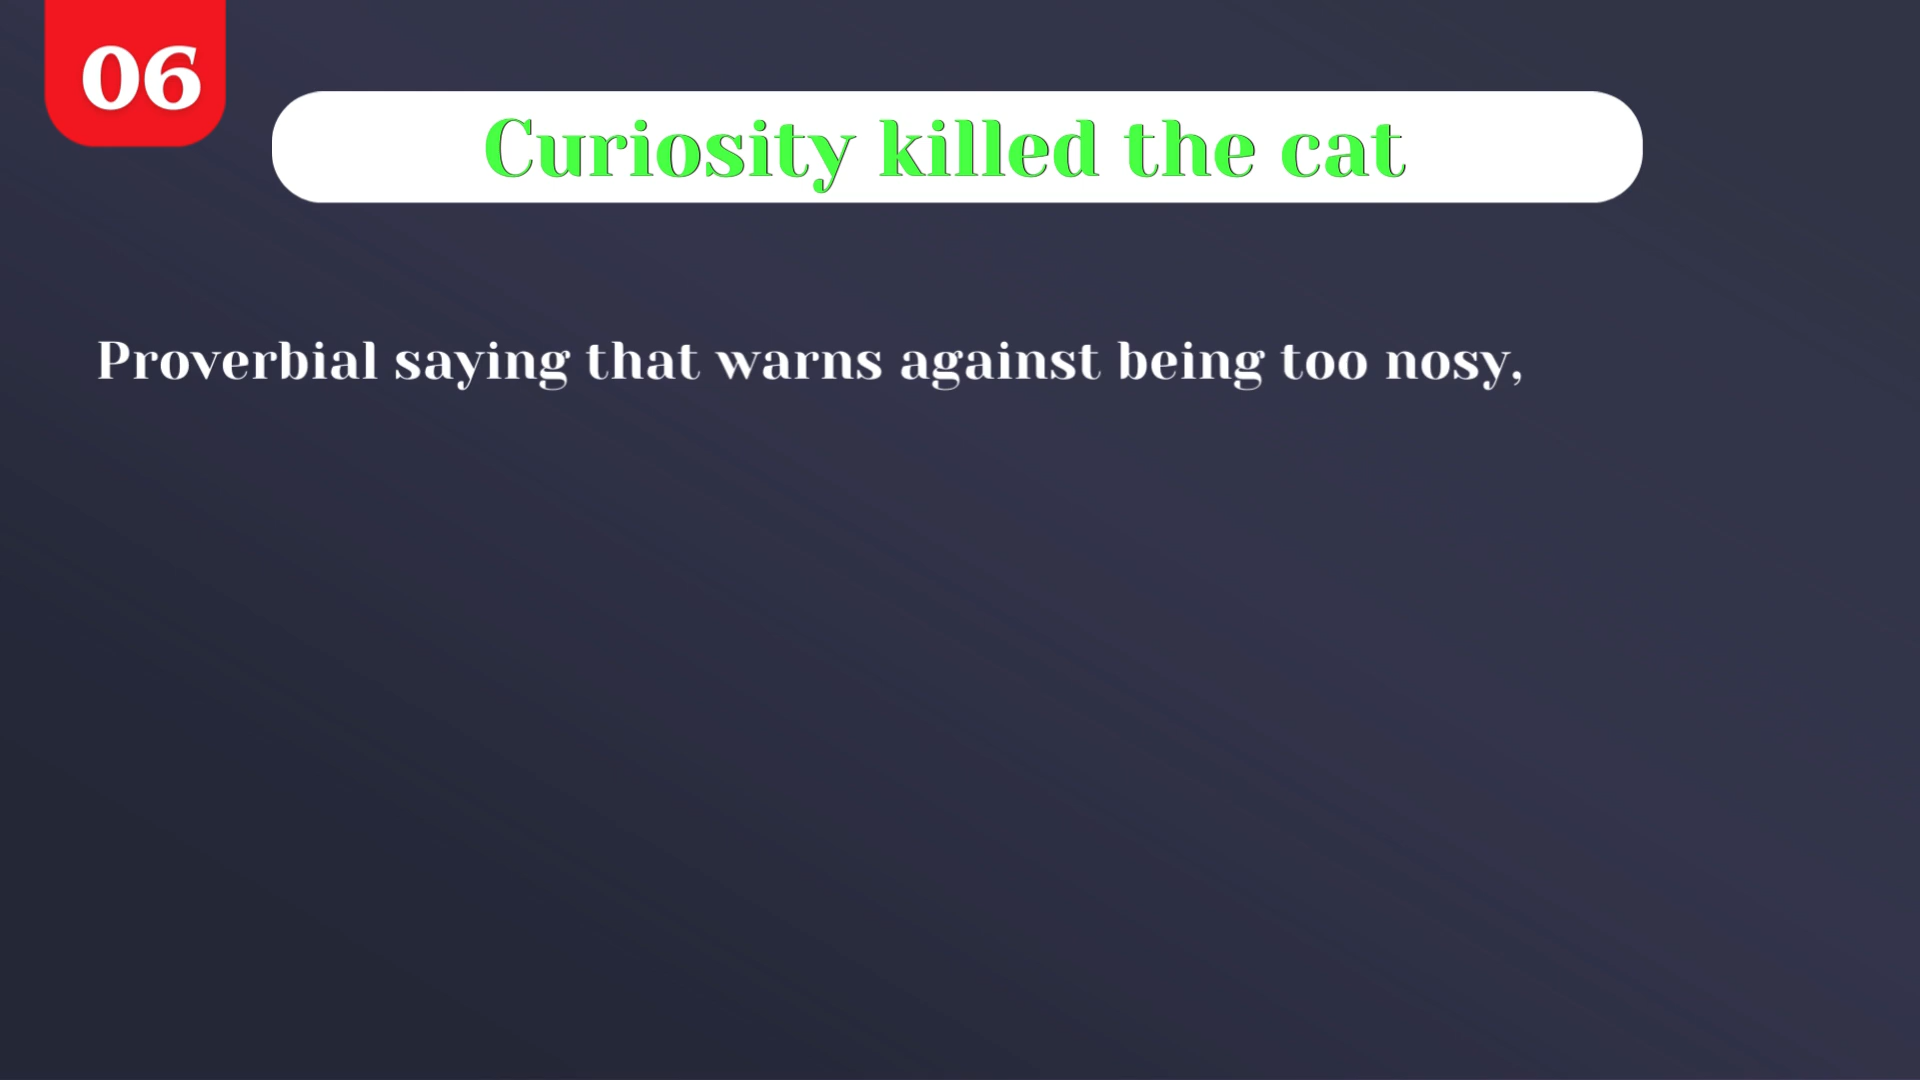 06
Curiosity killed the cat
Proverbial saying that warns against being too nosy,